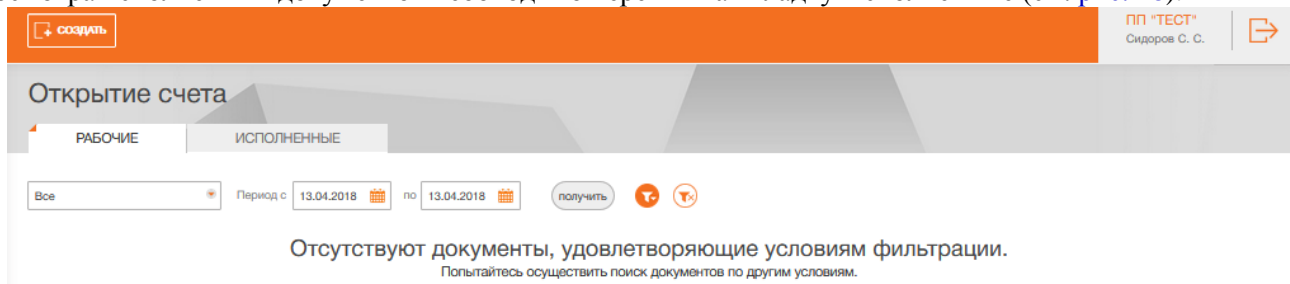 СОЗДАТЬ
ПП "ТЕСТ"
Сидоров С. С.
Открытие счета
РАБОЧИЕ ИСПОЛНЕННЫЕ
Все Период с 13.04.2018 по 13.04.2018 получить
Отсутствуют документы, удовлетворяющие условиям фильтрации.
Попытайтесь осуществить поиск документов по другим условиям.